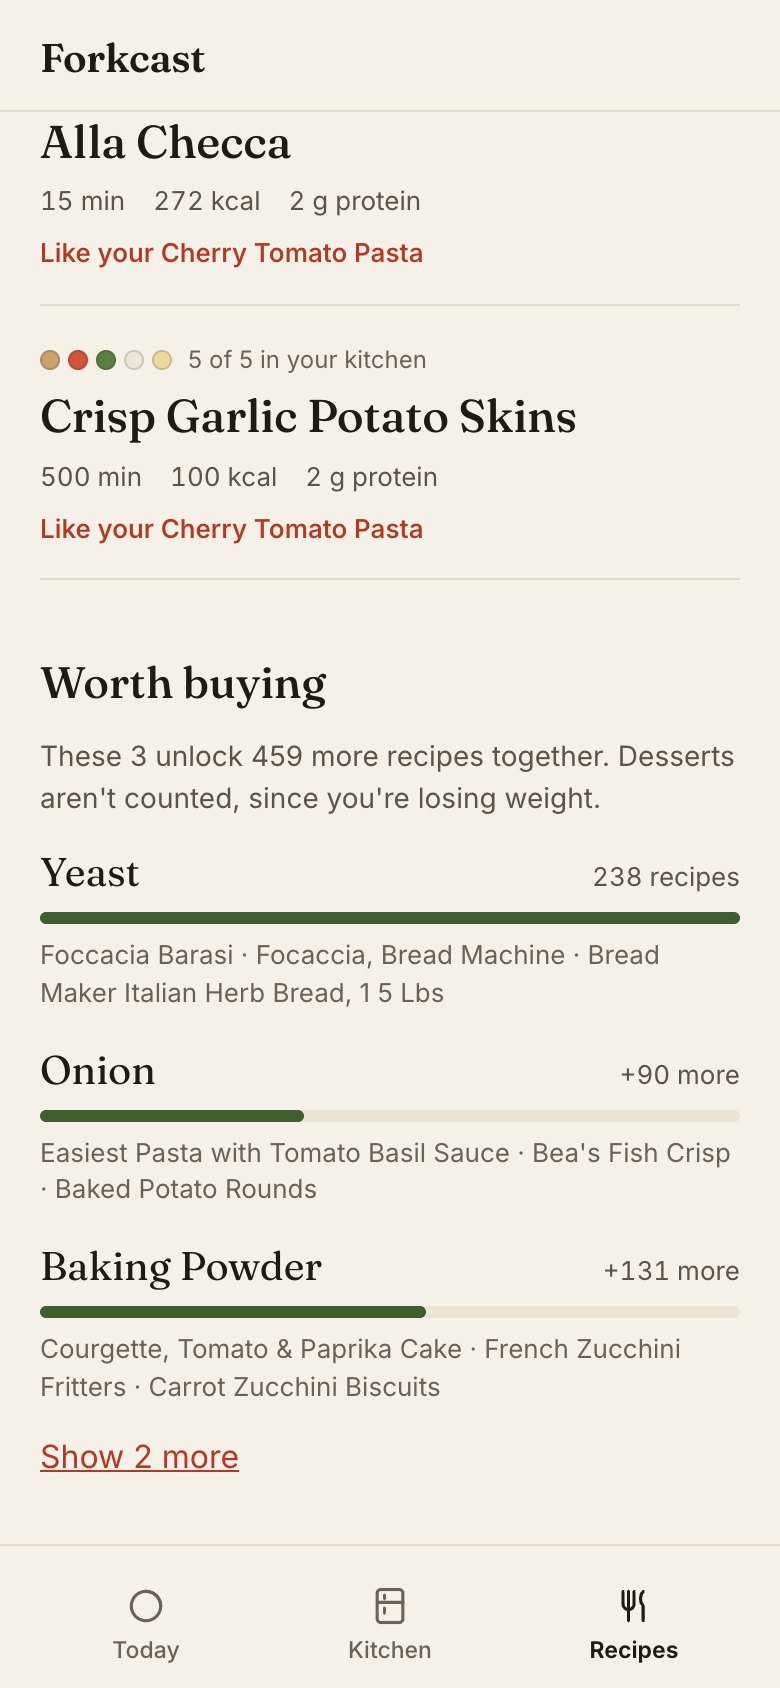 Forkcast
Alla Checca
15 min 272 kcal 2 g protein
Like your Cherry Tomato Pasta
5 of 5 in your kitchen
Crisp Garlic Potato Skins
500 min 100 kcal 2 g protein
Like your Cherry Tomato Pasta
Worth buying
These 3 unlock 459 more recipes together. Desserts
aren't counted, since you're losing weight.
Yeast 238 recipes
Foccacia Barasi · Focaccia, Bread Machine · Bread
Maker Italian Herb Bread, 1 5 Lbs
Onion +90 more
Easiest Pasta with Tomato Basil Sauce · Bea's Fish Crisp
· Baked Potato Rounds
Baking Powder +131 more
Courgette, Tomato & Paprika Cake · French Zucchini
Fritters · Carrot Zucchini Biscuits
Show 2 more
Today Kitchen Recipes